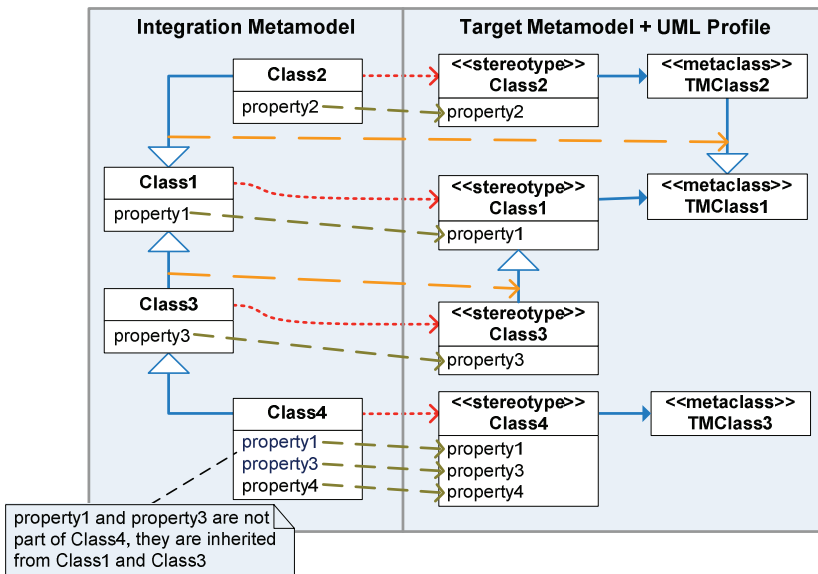 Integration Metamodel
Target Metamodel + UML Profile
Class2
property2
<<stereotype>>
Class2
property2
<<metaclass>>
TMClass2
Class1
property1
<<stereotype>>
Class1
property1
<<metaclass>>
TMClass1
Class3
property3
<<stereotype>>
Class3
property3
Class4
property1
property3
property4
<<stereotype>>
Class4
property1
property3
property4
<<metaclass>>
TMClass3
property1 and property3 are not
part of Class4, they are inherited
from Class1 and Class3